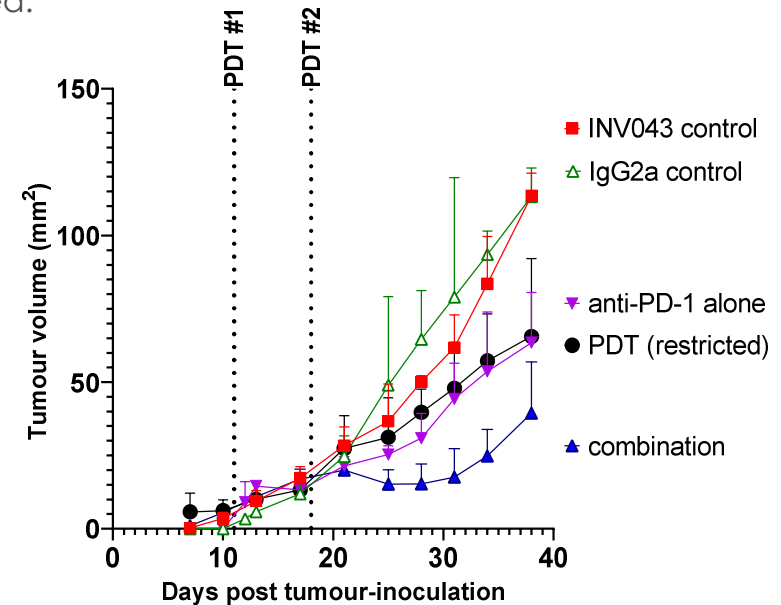 ed.
PDT #1
PDT #2
150
100
50
0
Tumour volume (mm²)
0 10 20 30 40
Days post tumour-inoculation
INV043 control
IgG2a control
anti-PD-1 alone
PDT (restricted)
combination